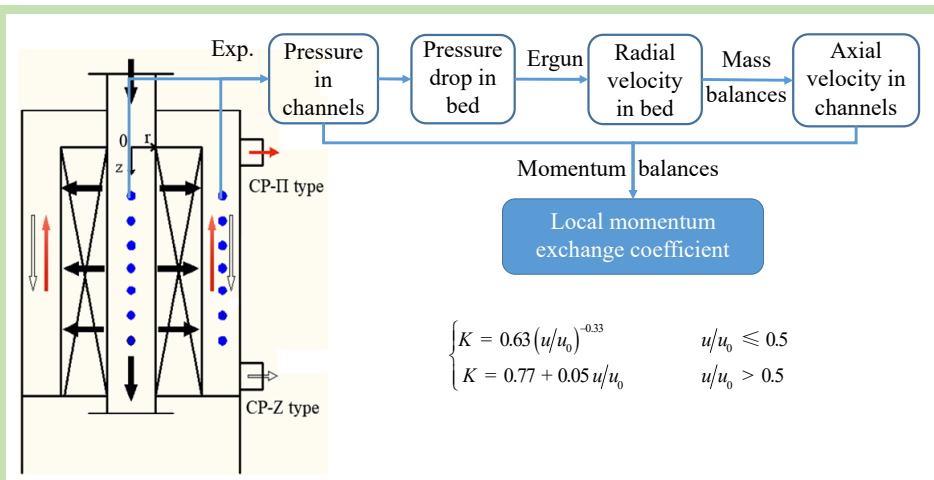 Exp.
Pressure
in
channels
Pressure
drop in
bed
Ergun
Radial
velocity
in bed
Mass
balances
Axial
velocity in
channels
0
r
z
CP-Π type
Momentum balances
Local momentum
exchange coefficient
K = 0.63(u/u₀)^−0.33 u/u₀ ≤ 0.5
K = 0.77 + 0.05 u/u₀ u/u₀ > 0.5
CP-Z type